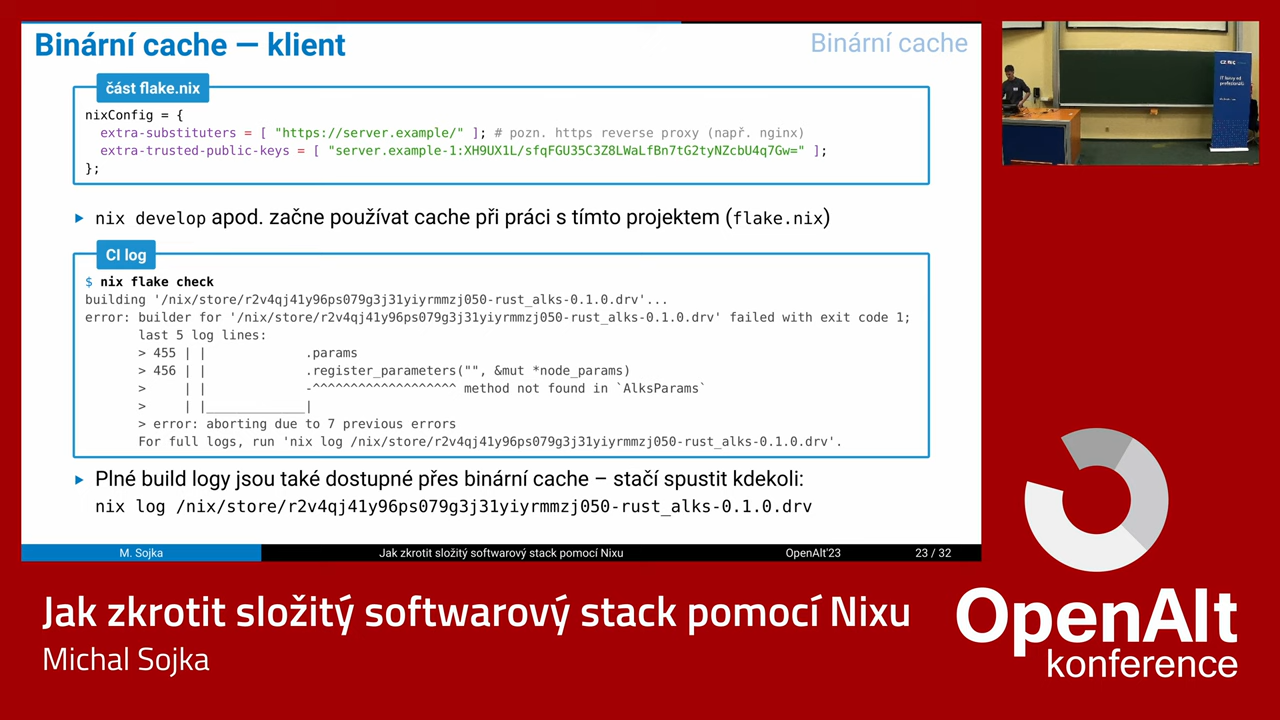 Binární cache — klient
Binární cache
část flake.nix
nixConfig = {
  extra-substituters = [ "https://server.example/" ]; # pozn. https reverse proxy (např. nginx)
  extra-trusted-public-keys = [ "server.example-1:XH9UX1L/sfqFGU35C3Z8LWaLfBn7tG2tyNZcbU4q7Gw=" ];
};
▶ nix develop apod. začne používat cache při práci s tímto projektem (flake.nix)
CI log
$ nix flake check
building '/nix/store/r2v4qj41y96ps079g3j31yiyrmmzj050-rust_alks-0.1.0.drv'...
error: builder for '/nix/store/r2v4qj41y96ps079g3j31yiyrmmzj050-rust_alks-0.1.0.drv' failed with exit code 1;
       last 5 log lines:
       > 455 | |             .params
       > 456 | |             .register_parameters("", &mut *node_params)
       >     | |             -^^^^^^^^^^^^^^^^^^^ method not found in `AlksParams`
       >     | |_____________|
       > error: aborting due to 7 previous errors
       For full logs, run 'nix log /nix/store/r2v4qj41y96ps079g3j31yiyrmmzj050-rust_alks-0.1.0.drv'.
▶ Plné build logy jsou také dostupné přes binární cache – stačí spustit kdekoli:
nix log /nix/store/r2v4qj41y96ps079g3j31yiyrmmzj050-rust_alks-0.1.0.drv
M. Sojka
Jak zkrotit složitý softwarový stack pomocí Nixu
OpenAlt'23
23 / 32
CZ.NIC
Jak zkrotit složitý softwarový stack pomocí Nixu
Michal Sojka
OpenAlt
konference